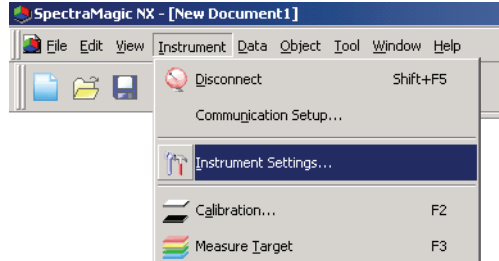 SpectraMagic NX - [New Document1]
File Edit View Instrument Data Object Tool Window Help
Disconnect Shift+F5
Communication Setup...
Instrument Settings...
Calibration... F2
Measure Target F3